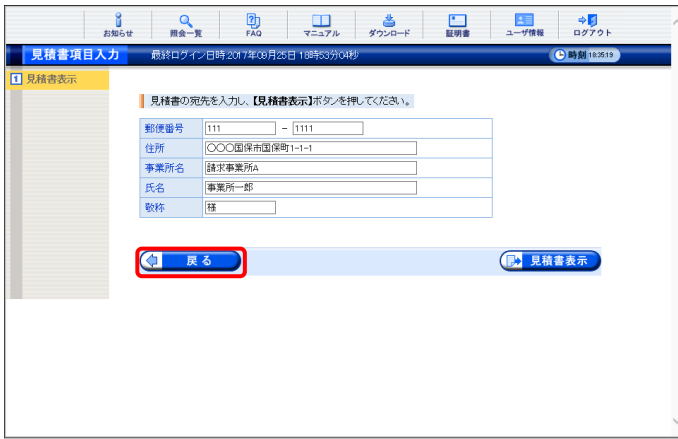 お知らせ 照会一覧 FAQ マニュアル ダウンロード 証明書 ユーザ情報 ログアウト
見積書項目入力 最終ログイン日時:2017年09月25日 18時53分04秒 時刻 18:35:19
1 見積書表示
見積書の宛先を入力し、【見積書表示】ボタンを押してください。
郵便番号 111 - 1111
住所 〇〇〇国保市国保町1-1-1
事業所名 請求事業所A
氏名 事業所一郎
敬称 様
戻る 見積書表示